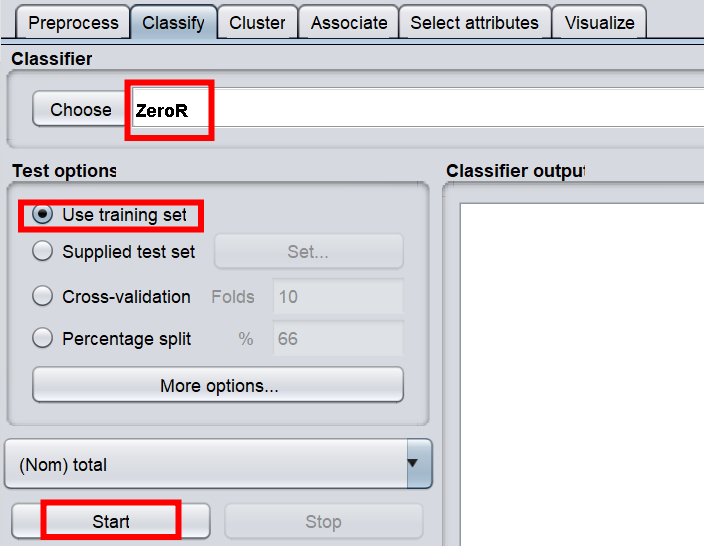 Preprocess Classify Cluster Associate Select attributes Visualize
Classifier
Choose ZeroR
Test options Classifier output
Use training set
Supplied test set Set...
Cross-validation Folds 10
Percentage split % 66
More options...
(Nom) total
Start Stop